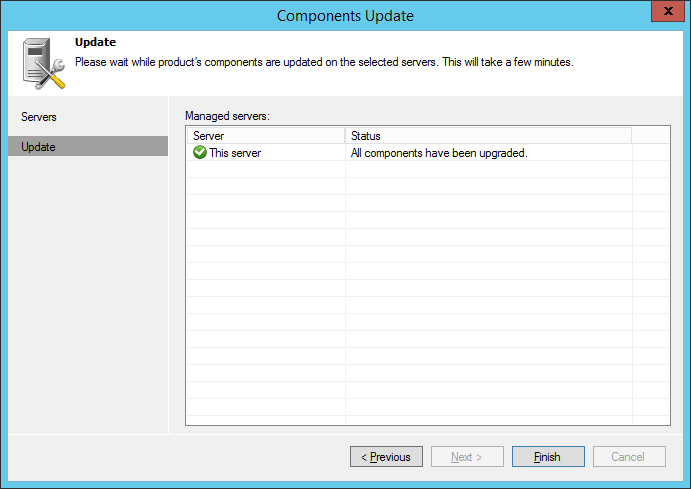 Components Update
x
Update
Please wait while product's components are updated on the selected servers. This will take a few minutes.
Servers
Update
Managed servers:
Server Status
This server All components have been upgraded.
< Previous Next > Finish Cancel